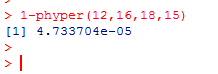 > 1-phyper(12,16,18,15)
[1] 4.733704e-05
>
>